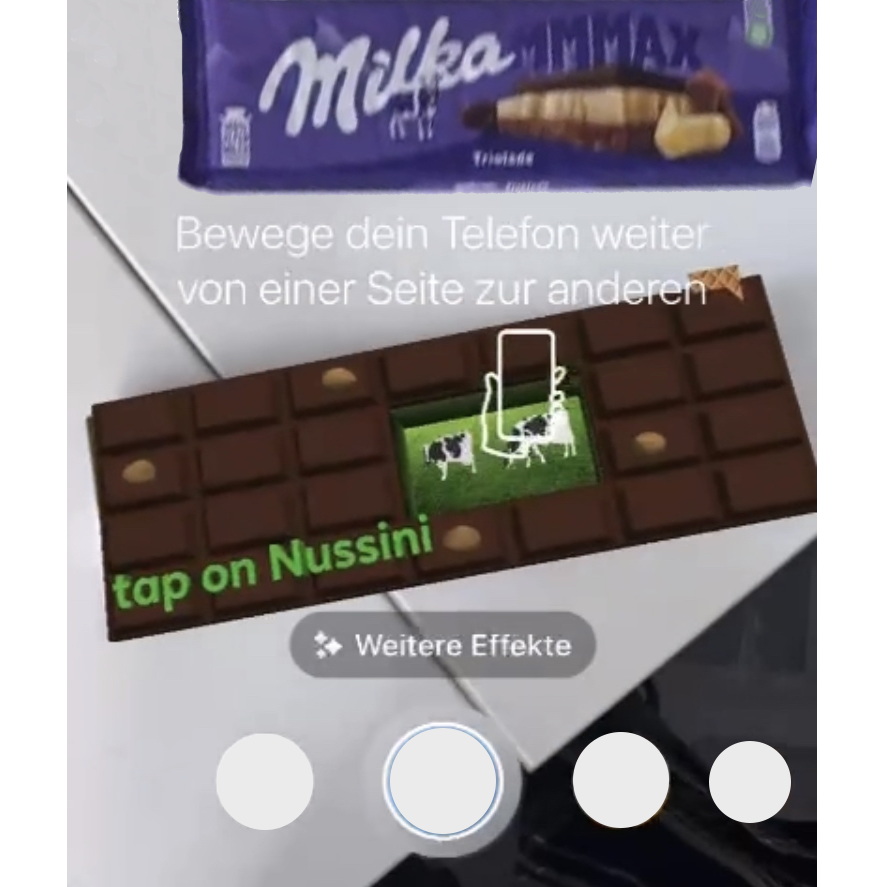 Milka MMMAX
Triolade
Bewege dein Telefon weiter
von einer Seite zur anderen
tap on Nussini
Weitere Effekte